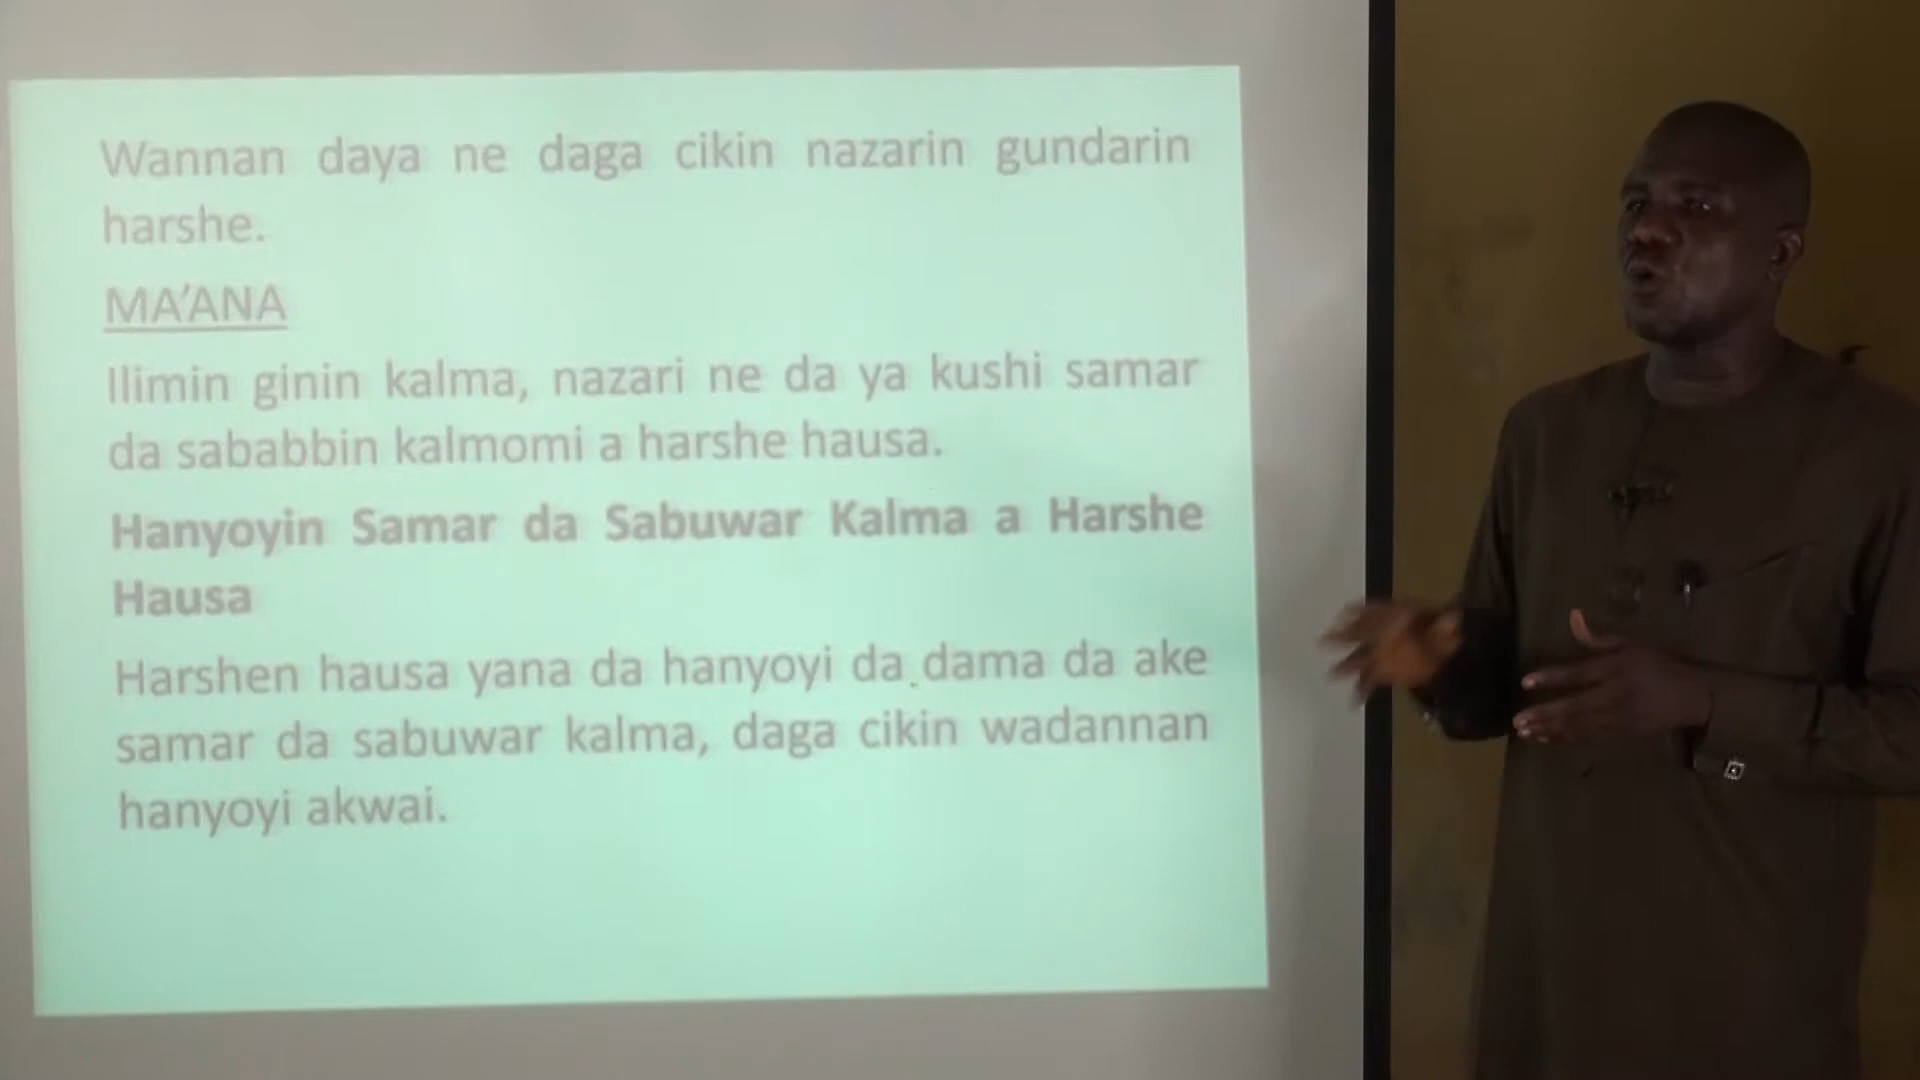 Wannan daya ne daga cikin nazarin gundarin
harshe.
MA’ANA
Ilimin ginin kalma, nazari ne da ya kushi samar
da sababbin kalmomi a harshe hausa.
Hanyoyin Samar da Sabuwar Kalma a Harshe
Hausa
Harshen hausa yana da hanyoyi da dama da ake
samar da sabuwar kalma, daga cikin wadannan
hanyoyi akwai.